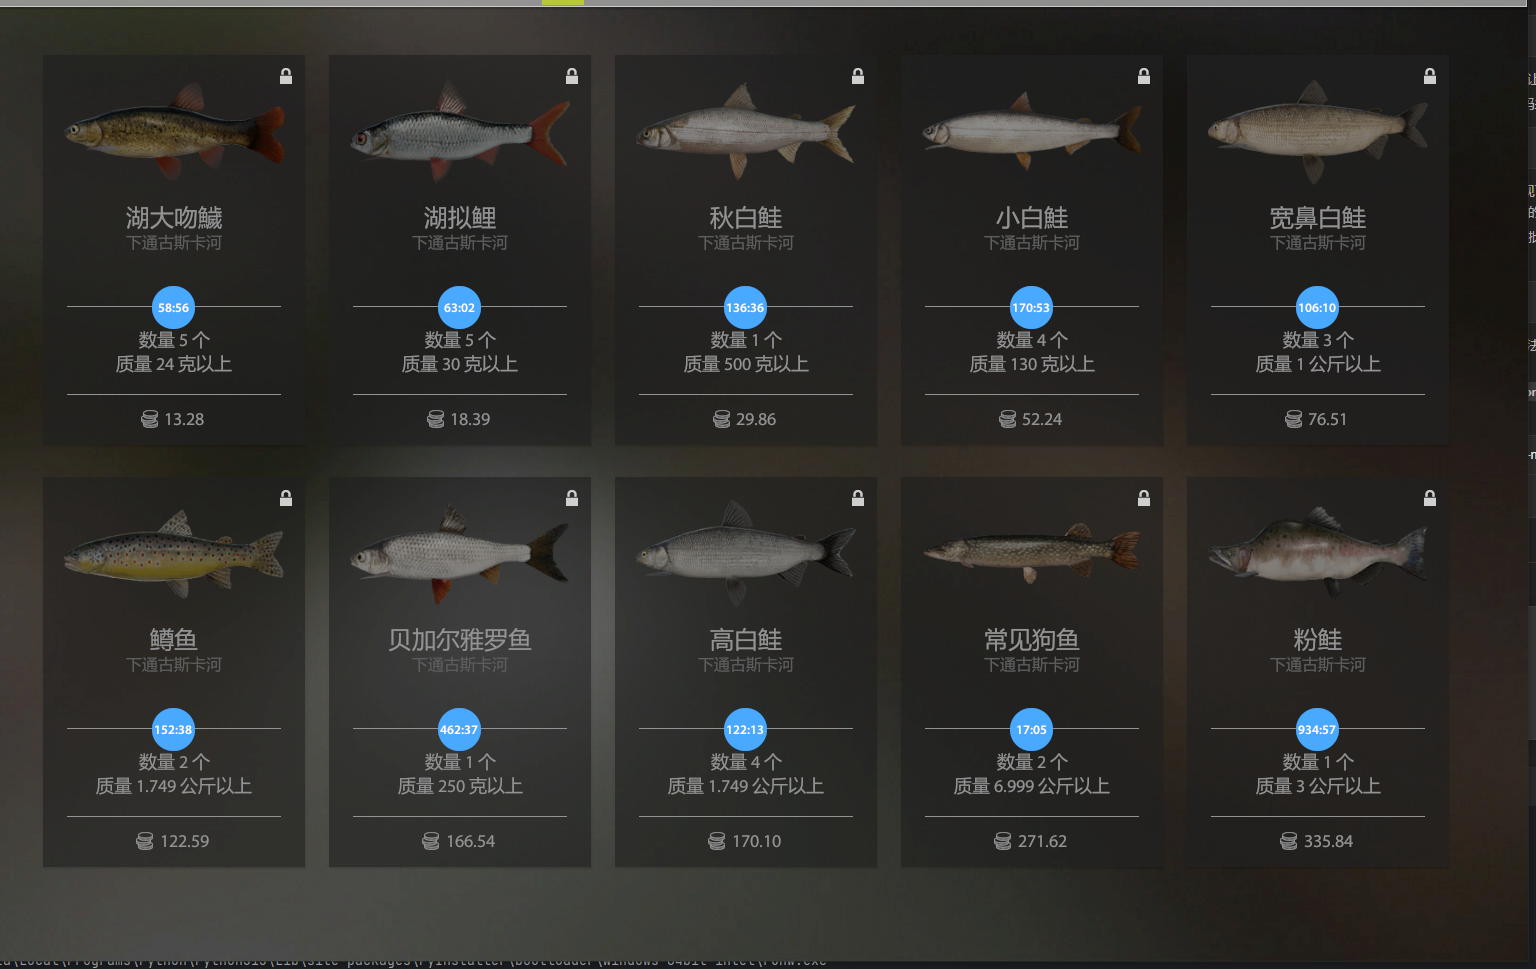 湖大吻鱥
下通古斯卡河
58:56
数量 5 个
质量 24 克以上
13.28
湖拟鲤
下通古斯卡河
63:02
数量 5 个
质量 30 克以上
18.39
秋白鲑
下通古斯卡河
136:36
数量 1 个
质量 500 克以上
29.86
小白鲑
下通古斯卡河
170:53
数量 4 个
质量 130 克以上
52.24
宽鼻白鲑
下通古斯卡河
106:10
数量 3 个
质量 1 公斤以上
76.51
鳟鱼
下通古斯卡河
152:38
数量 2 个
质量 1.749 公斤以上
122.59
贝加尔雅罗鱼
下通古斯卡河
462:37
数量 1 个
质量 250 克以上
166.54
高白鲑
下通古斯卡河
122:13
数量 4 个
质量 1.749 公斤以上
170.10
常见狗鱼
下通古斯卡河
17:05
数量 2 个
质量 6.999 公斤以上
271.62
粉鲑
下通古斯卡河
934:57
数量 1 个
质量 3 公斤以上
335.84